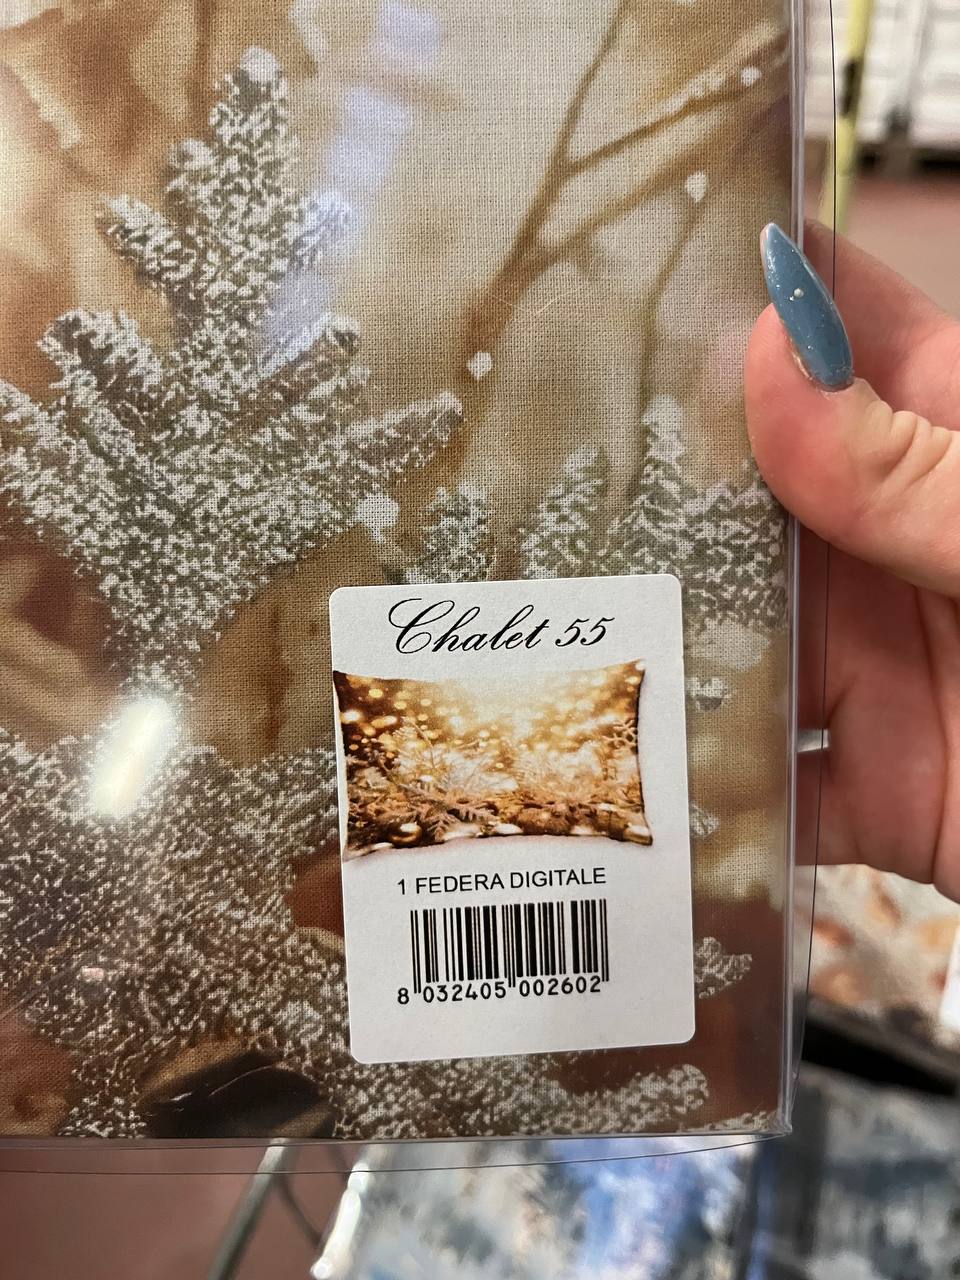 Chalet 55
1 FEDERA DIGITALE
8 032405 002602